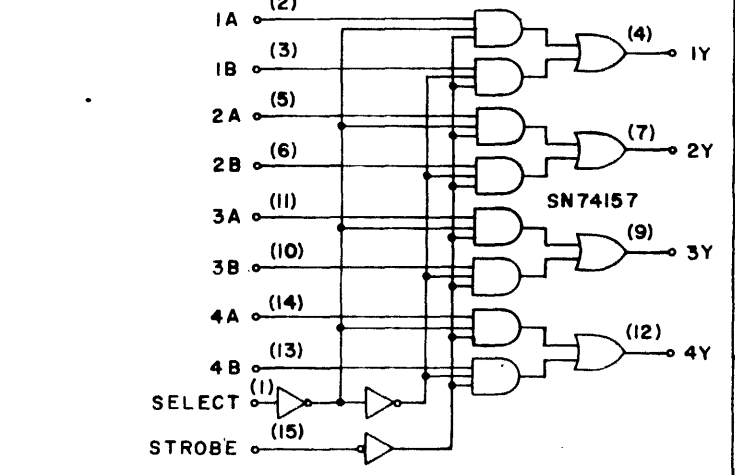 (2)
1A
(4)
1Y
(3)
1B
(5)
2A
(7)
2Y
(6)
2B
SN74157
(11)
3A
(9)
3Y
(10)
3B
(14)
4A
(12)
4Y
(13)
4B
(1)
SELECT
(15)
STROBE